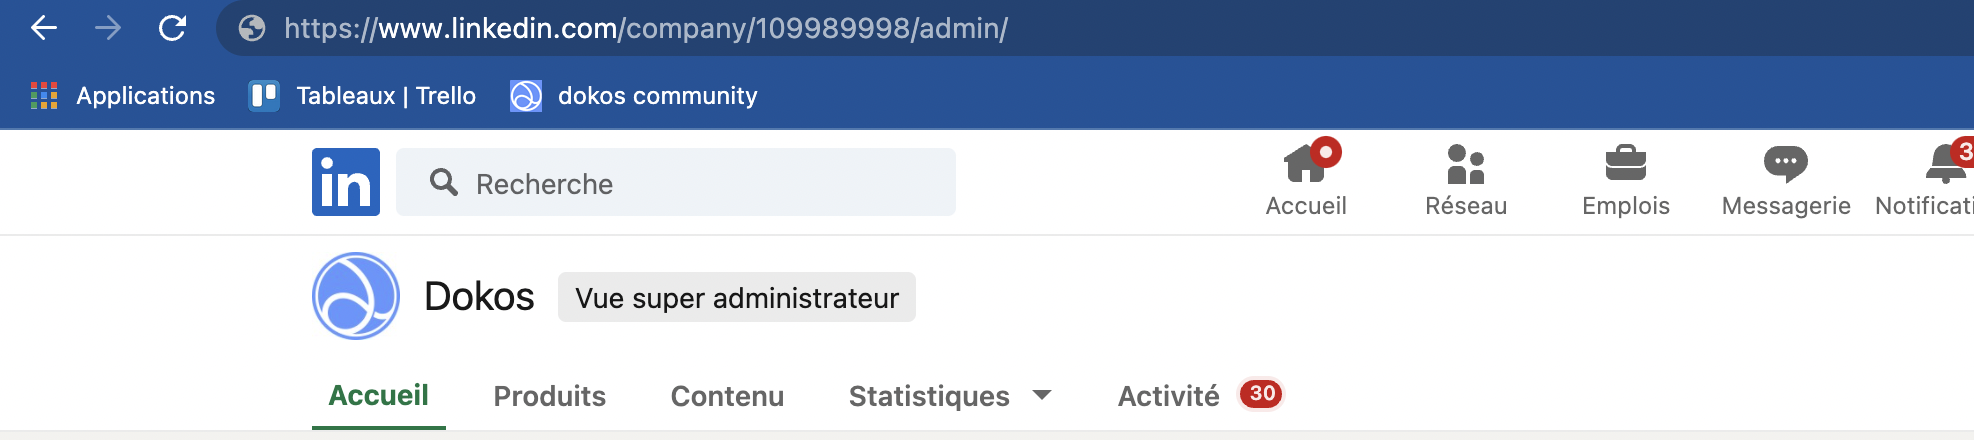 https://www.linkedin.com/company/109989998/admin/
Applications Tableaux | Trello dokos community
in Recherche Accueil Réseau Emplois Messagerie
3
Dokos Vue super administrateur
Accueil Produits Contenu Statistiques Activité 30